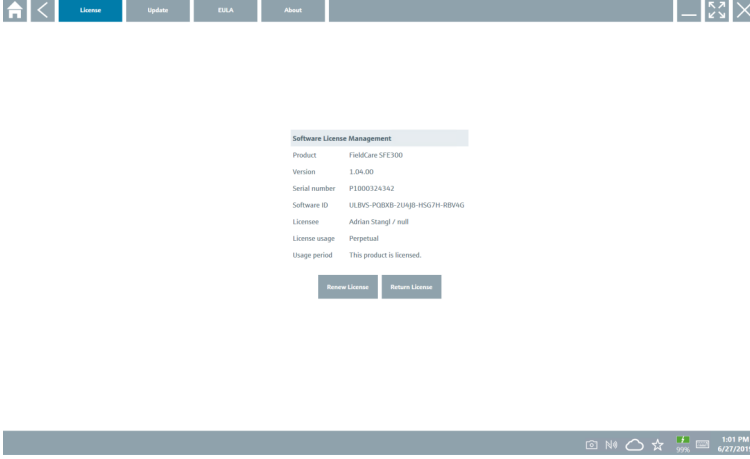 License Update EULA About
Software License Management
Product FieldCare SFE300
Version 1.04.00
Serial number P1000324342
Software ID ULBVS-PQBXB-2U4J8-HSG7H-RBV4G
Licensee Adrian Stangl / null
License usage Perpetual
Usage period This product is licensed.
Renew License Return License
1:01 PM
99% 6/27/201